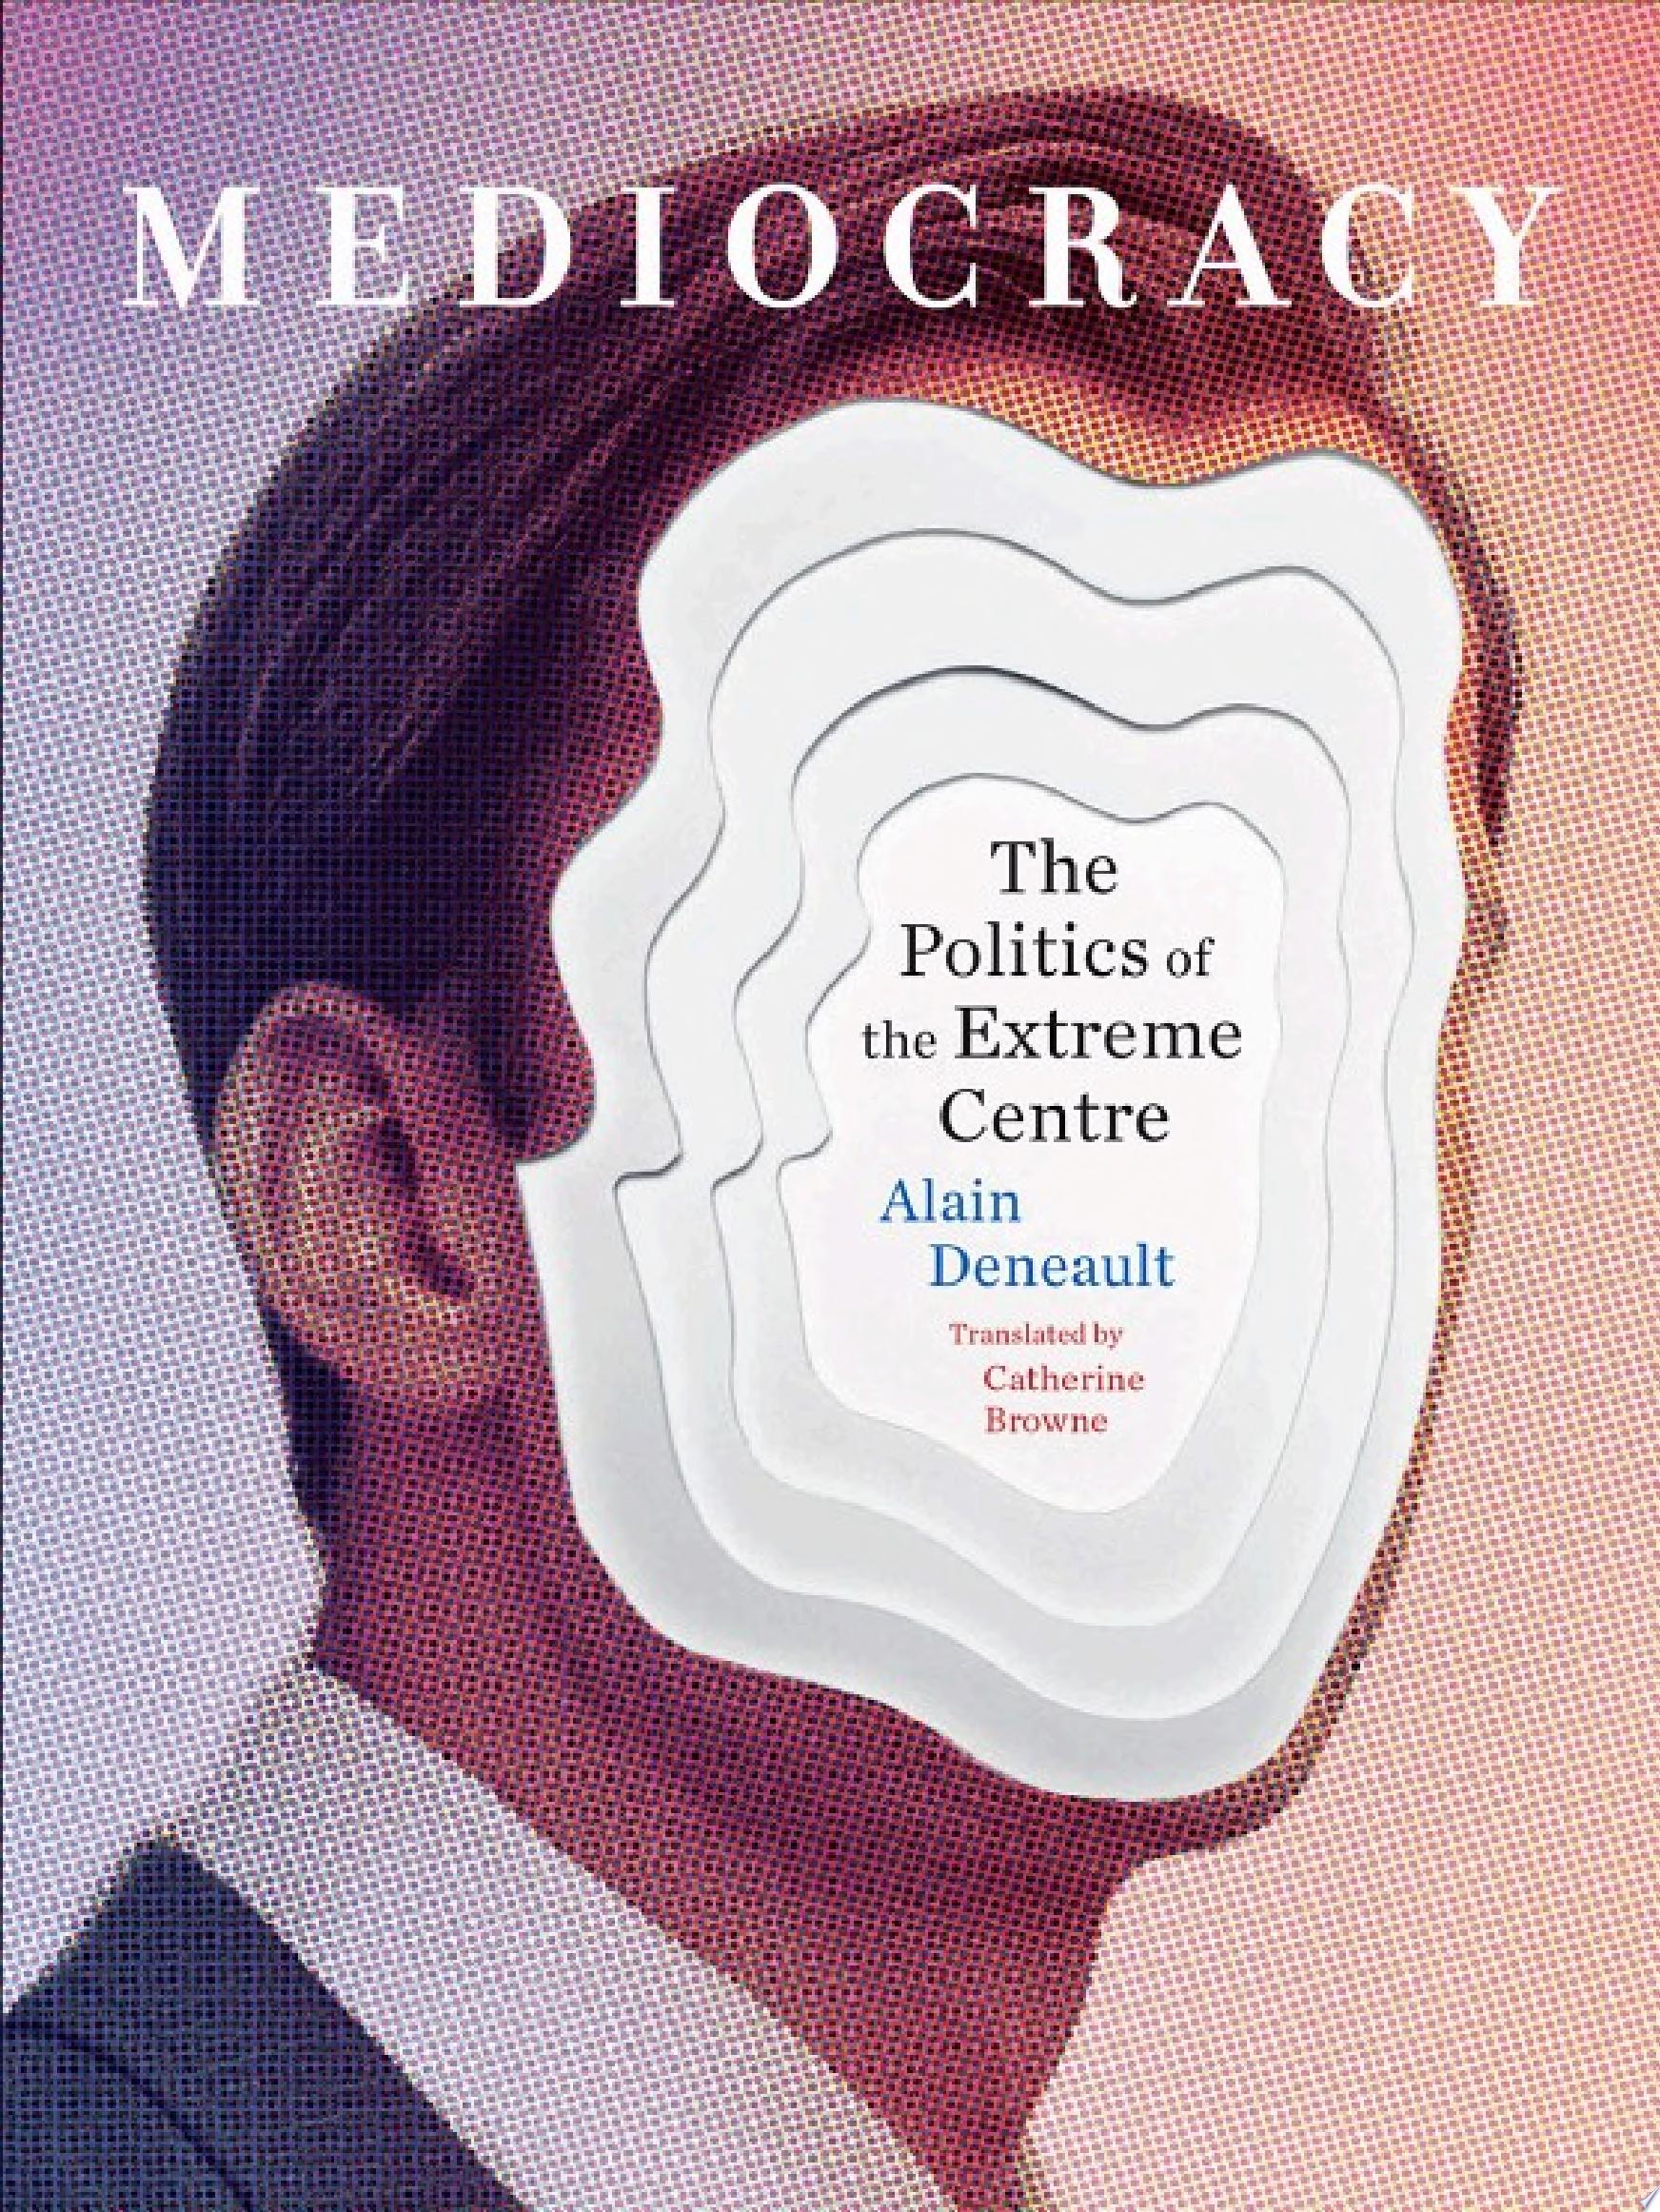 MEDIOCRACY
The
Politics of
the Extreme
Centre
Alain
Deneault
Translated by
Catherine
Browne